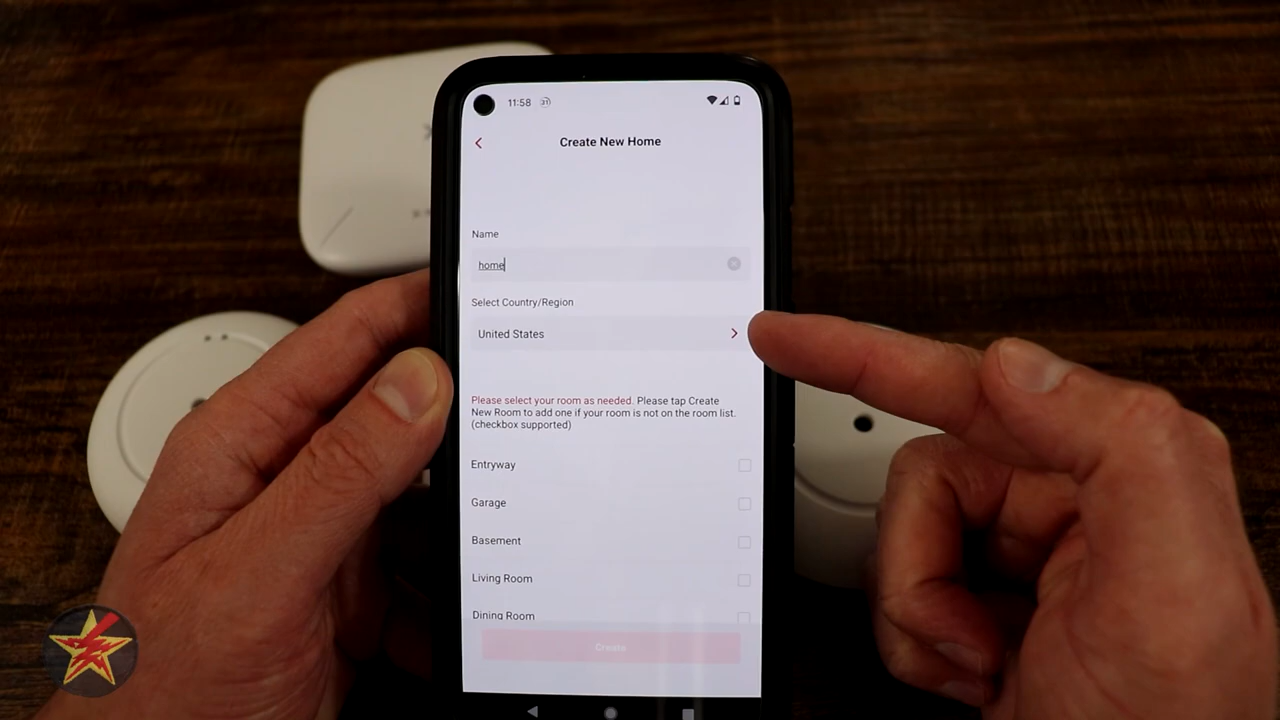 11:58 31
Create New Home
Name
home
Select Country/Region
United States
Please select your room as needed. Please tap Create
New Room to add one if your room is not on the room list.
(checkbox supported)
Entryway
Garage
Basement
Living Room
Dining Room
Create